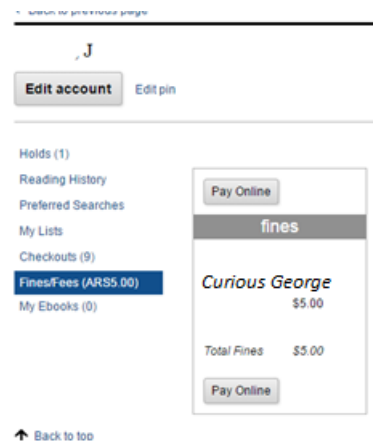 Back to previous page
, J
Edit account Edit pin
Holds (1)
Reading History
Preferred Searches
My Lists
Checkouts (9)
Fines/Fees (ARS5.00)
My Ebooks (0)
Pay Online
fines
Curious George
$5.00
Total Fines $5.00
Pay Online
Back to top